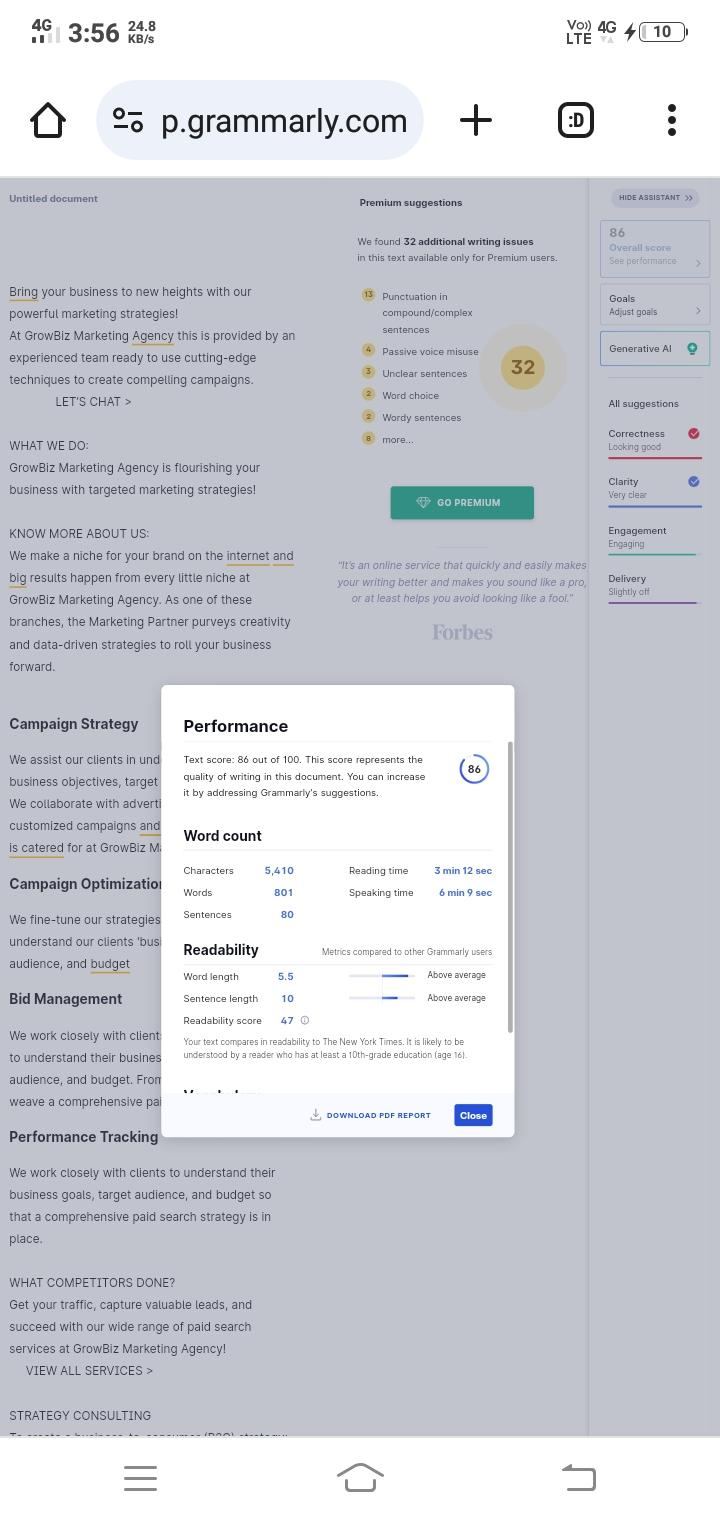 4G 3:56 24.8 KB/s Vo)) LTE 4G 10
p.grammarly.com :D
Untitled document
Bring your business to new heights with our
powerful marketing strategies!
At GrowBiz Marketing Agency this is provided by an
experienced team ready to use cutting-edge
techniques to create compelling campaigns.
LET'S CHAT >
WHAT WE DO:
GrowBiz Marketing Agency is flourishing your
business with targeted marketing strategies!
KNOW MORE ABOUT US:
We make a niche for your brand on the internet and
big results happen from every little niche at
GrowBiz Marketing Agency. As one of these
branches, the Marketing Partner purveys creativity
and data-driven strategies to roll your business
forward.
Campaign Strategy
We assist our clients in und
business objectives, target
We collaborate with adverti
customized campaigns and
is catered for at GrowBiz Ma
Campaign Optimization
We fine-tune our strategies
understand our clients 'busi
audience, and budget
Bid Management
We work closely with clients
to understand their busines
audience, and budget. From
weave a comprehensive pai
Performance Tracking
We work closely with clients to understand their
business goals, target audience, and budget so
that a comprehensive paid search strategy is in
place.
WHAT COMPETITORS DONE?
Get your traffic, capture valuable leads, and
succeed with our wide range of paid search
services at GrowBiz Marketing Agency!
VIEW ALL SERVICES >
STRATEGY CONSULTING
To create a business-to-consumer (B2C) strategy:
Premium suggestions
We found 32 additional writing issues
in this text available only for Premium users.
13 Punctuation in
compound/complex
sentences
4 Passive voice misuse
3 Unclear sentences
2 Word choice
2 Wordy sentences
8 more...
32
GO PREMIUM
"It's an online service that quickly and easily makes
your writing better and makes you sound like a pro,
or at least helps you avoid looking like a fool."
Forbes
HIDE ASSISTANT
86
Overall score
See performance
Goals
Adjust goals
Generative AI
All suggestions
Correctness
Looking good
Clarity
Very clear
Engagement
Engaging
Delivery
Slightly off
Performance
Text score: 86 out of 100. This score represents the
quality of writing in this document. You can increase
it by addressing Grammarly's suggestions.
86
Word count
Characters 5,410 Reading time 3 min 12 sec
Words 801 Speaking time 6 min 9 sec
Sentences 80
Readability Metrics compared to other Grammarly users
Word length 5.5 Above average
Sentence length 10 Above average
Readability score 47
Your text compares in readability to The New York Times. It is likely to be
understood by a reader who has at least a 10th-grade education (age 16).
Vocabulary
DOWNLOAD PDF REPORT Close